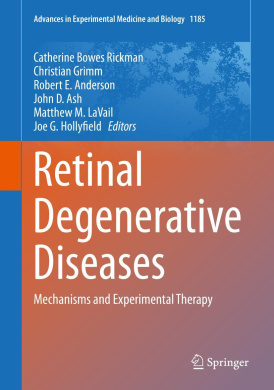 Advances in Experimental Medicine and Biology 1185
Catherine Bowes Rickman
Christian Grimm
Robert E. Anderson
John D. Ash
Matthew M. LaVail
Joe G. Hollyfield Editors
Retinal
Degenerative
Diseases
Mechanisms and Experimental Therapy
Springer